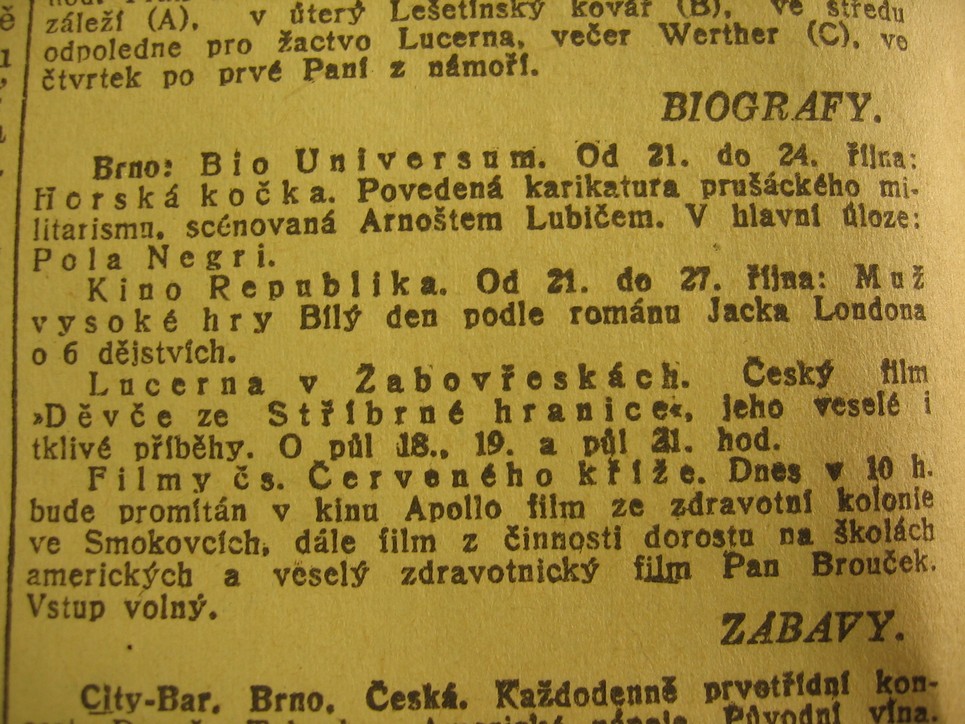 záleží (A). v úterý Lešetínský kovář (B), ve středu
odpoledne pro žactvo Lucerna, večer Werther (C), ve
čtvrtek po prvé Paní z námoří.
BIOGRAFY.
Brno: Bio Universum. Od 21. do 24. října:
Horská kočka. Povedená karikatura prušáckého mi-
litarismu, scénovaná Arnoštem Lubičem. V hlavní úloze:
Pola Negri.
Kino Republika. Od 21. do 27. října: Muž
vysoké hry Bílý den podle románu Jacka Londona
o 6 dějstvích.
Lucerna v Žabovřeskách. Český film
»Děvče ze Stříbrné hranice«, jeho veselé i
tklivé příběhy. O půl 18., 19. a půl 21. hod.
Filmy čs. Červeného kříže. Dnes v 10 h.
bude promítán v kinu Apollo film ze zdravotní kolonie
ve Smokovcích, dále film z činnosti dorostu na školách
amerických a veselý zdravotnický film Pan Brouček.
Vstup volný.
ZÁBAVY.
City-Bar. Brno. Česká. Každodenně prvotřídní kon-
Původní vína.